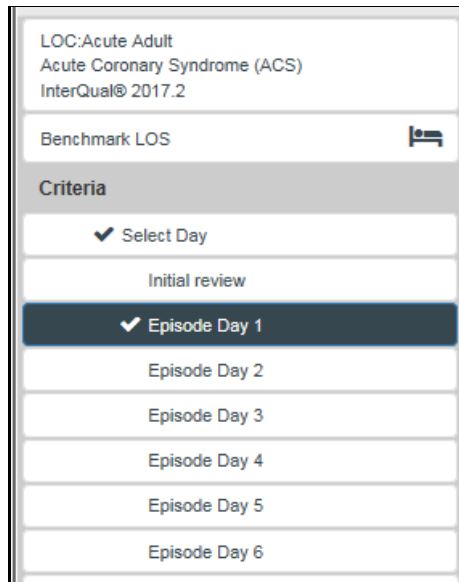 LOC:Acute Adult
Acute Coronary Syndrome (ACS)
InterQual® 2017.2
Benchmark LOS
Criteria
Select Day
Initial review
Episode Day 1
Episode Day 2
Episode Day 3
Episode Day 4
Episode Day 5
Episode Day 6